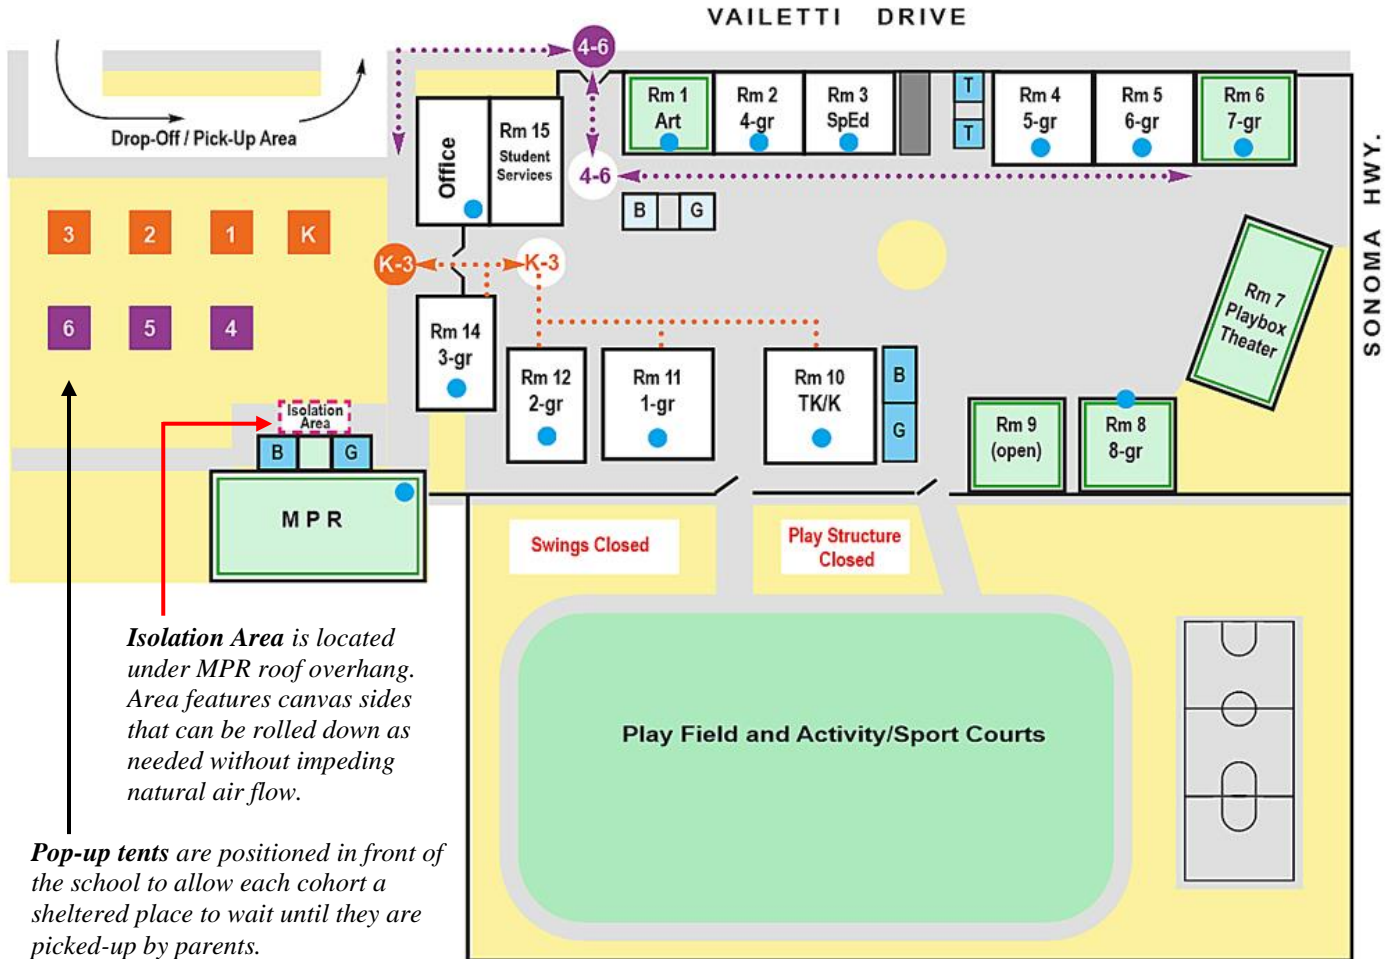 VAILETTI DRIVE
4-6
Drop-Off / Pick-Up Area
Office
Rm 15
Student
Services
Rm 1
Art
Rm 2
4-gr
Rm 3
SpEd
T
T
Rm 4
5-gr
Rm 5
6-gr
Rm 6
7-gr
SONOMA HWY.
4-6
B G
3 2 1 K
K-3
K-3
6 5 4
Rm 7
Playbox
Theater
Rm 14
3-gr
Rm 12
2-gr
Rm 11
1-gr
Rm 10
TK/K
B
G
Rm 9
(open)
Rm 8
8-gr
Isolation
Area
B G
MPR
Swings Closed
Play Structure
Closed
Isolation Area is located
under MPR roof overhang.
Area features canvas sides
that can be rolled down as
needed without impeding
natural air flow.
Play Field and Activity/Sport Courts
Pop-up tents are positioned in front of
the school to allow each cohort a
sheltered place to wait until they are
picked-up by parents.